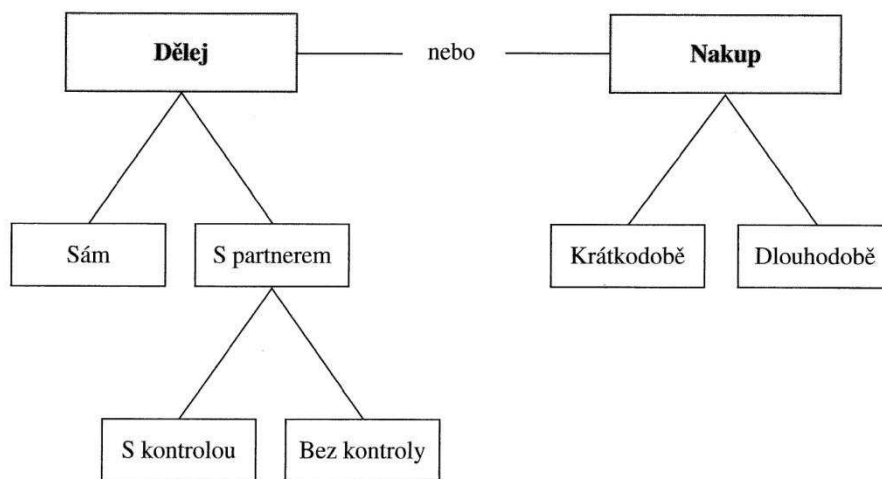 Dělej
nebo
Nakup
Sám
S partnerem
Krátkodobě
Dlouhodobě
S kontrolou
Bez kontroly